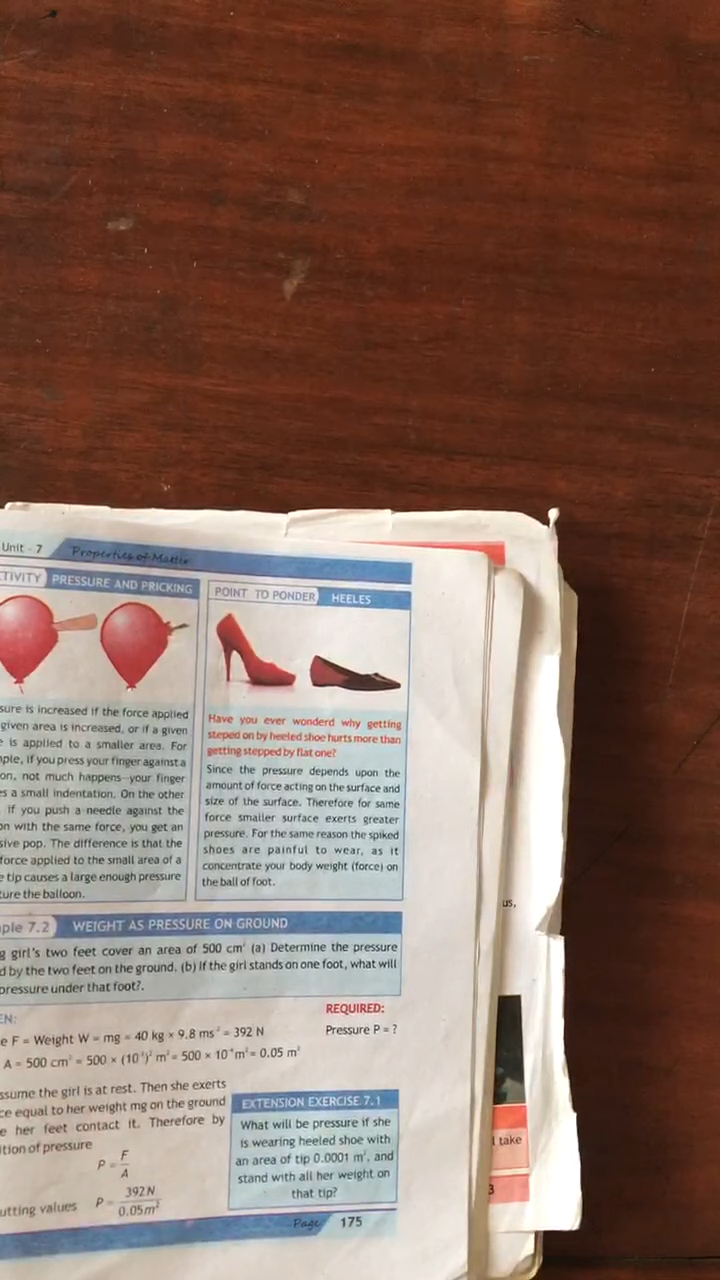 Unit - 7 Properties of Matter
TIVITY PRESSURE AND PRICKING
sure is increased if the force applied
given area is increased, or if a given
e is applied to a smaller area. For
mple, if you press your finger against a
on, not much happens--your finger
es a small indentation. On the other
if you push a needle against the
on with the same force, you get an
sive pop. The difference is that the
force applied to the small area of a
e tip causes a large enough pressure
ture the balloon.
POINT TO PONDER HEELES
Have you ever wonderd why getting
steped on by heeled shoe hurts more than
getting stepped by flat one?
Since the pressure depends upon the
amount of force acting on the surface and
size of the surface. Therefore for same
force smaller surface exerts greater
pressure. For the same reason the spiked
shoes are painful to wear, as it
concentrate your body weight (force) on
the ball of foot.
ple 7.2 WEIGHT AS PRESSURE ON GROUND
g girl's two feet cover an area of 500 cm² (a) Determine the pressure
d by the two feet on the ground. (b) If the girl stands on one foot, what will
pressure under that foot?.
EN:
REQUIRED:
e F = Weight W = mg = 40 kg × 9.8 ms⁻² = 392 N
Pressure P = ?
A = 500 cm² = 500 × (10⁻²)² m² = 500 × 10⁻⁴ m² = 0.05 m²
ssume the girl is at rest. Then she exerts
ce equal to her weight mg on the ground
e her feet contact it. Therefore by
ition of pressure
P = F/A
utting values P = 392 N/0.05m²
EXTENSION EXERCISE 7.1
What will be pressure if she
is wearing heeled shoe with
an area of tip 0.0001 m², and
stand with all her weight on
that tip?
Page 175
us,
take
3